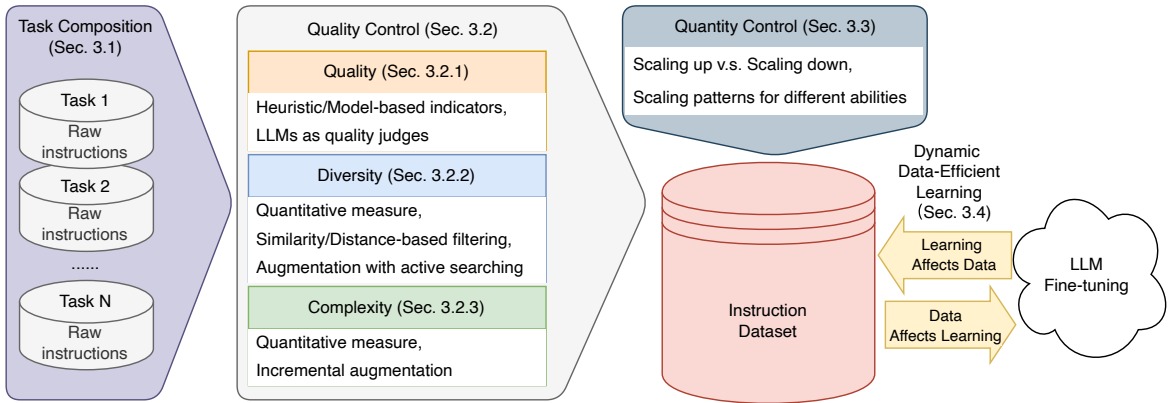 Task Composition
(Sec. 3.1)
Task 1
Raw
instructions
Task 2
Raw
instructions
......
Task N
Raw
instructions
Quality Control (Sec. 3.2)
Quality (Sec. 3.2.1)
Heuristic/Model-based indicators,
LLMs as quality judges
Diversity (Sec. 3.2.2)
Quantitative measure,
Similarity/Distance-based filtering,
Augmentation with active searching
Complexity (Sec. 3.2.3)
Quantitative measure,
Incremental augmentation
Quantity Control (Sec. 3.3)
Scaling up v.s. Scaling down,
Scaling patterns for different abilities
Instruction
Dataset
Dynamic
Data-Efficient
Learning
(Sec. 3.4)
Learning
Affects Data
Data
Affects Learning
LLM
Fine-tuning